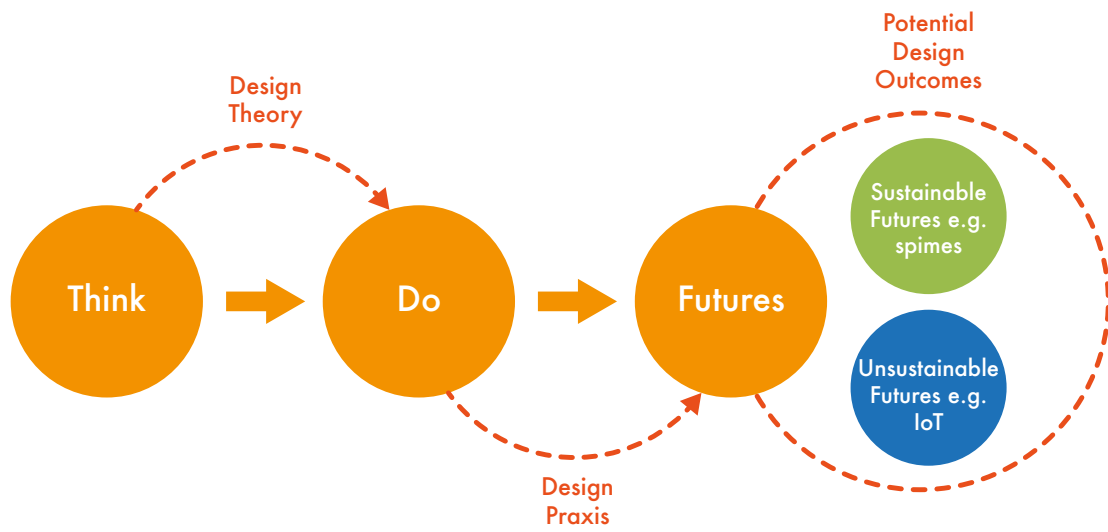 Potential
Design
Outcomes
Design
Theory
Sustainable
Futures e.g.
spimes
Think
Do
Futures
Unsustainable
Futures e.g.
IoT
Design
Praxis